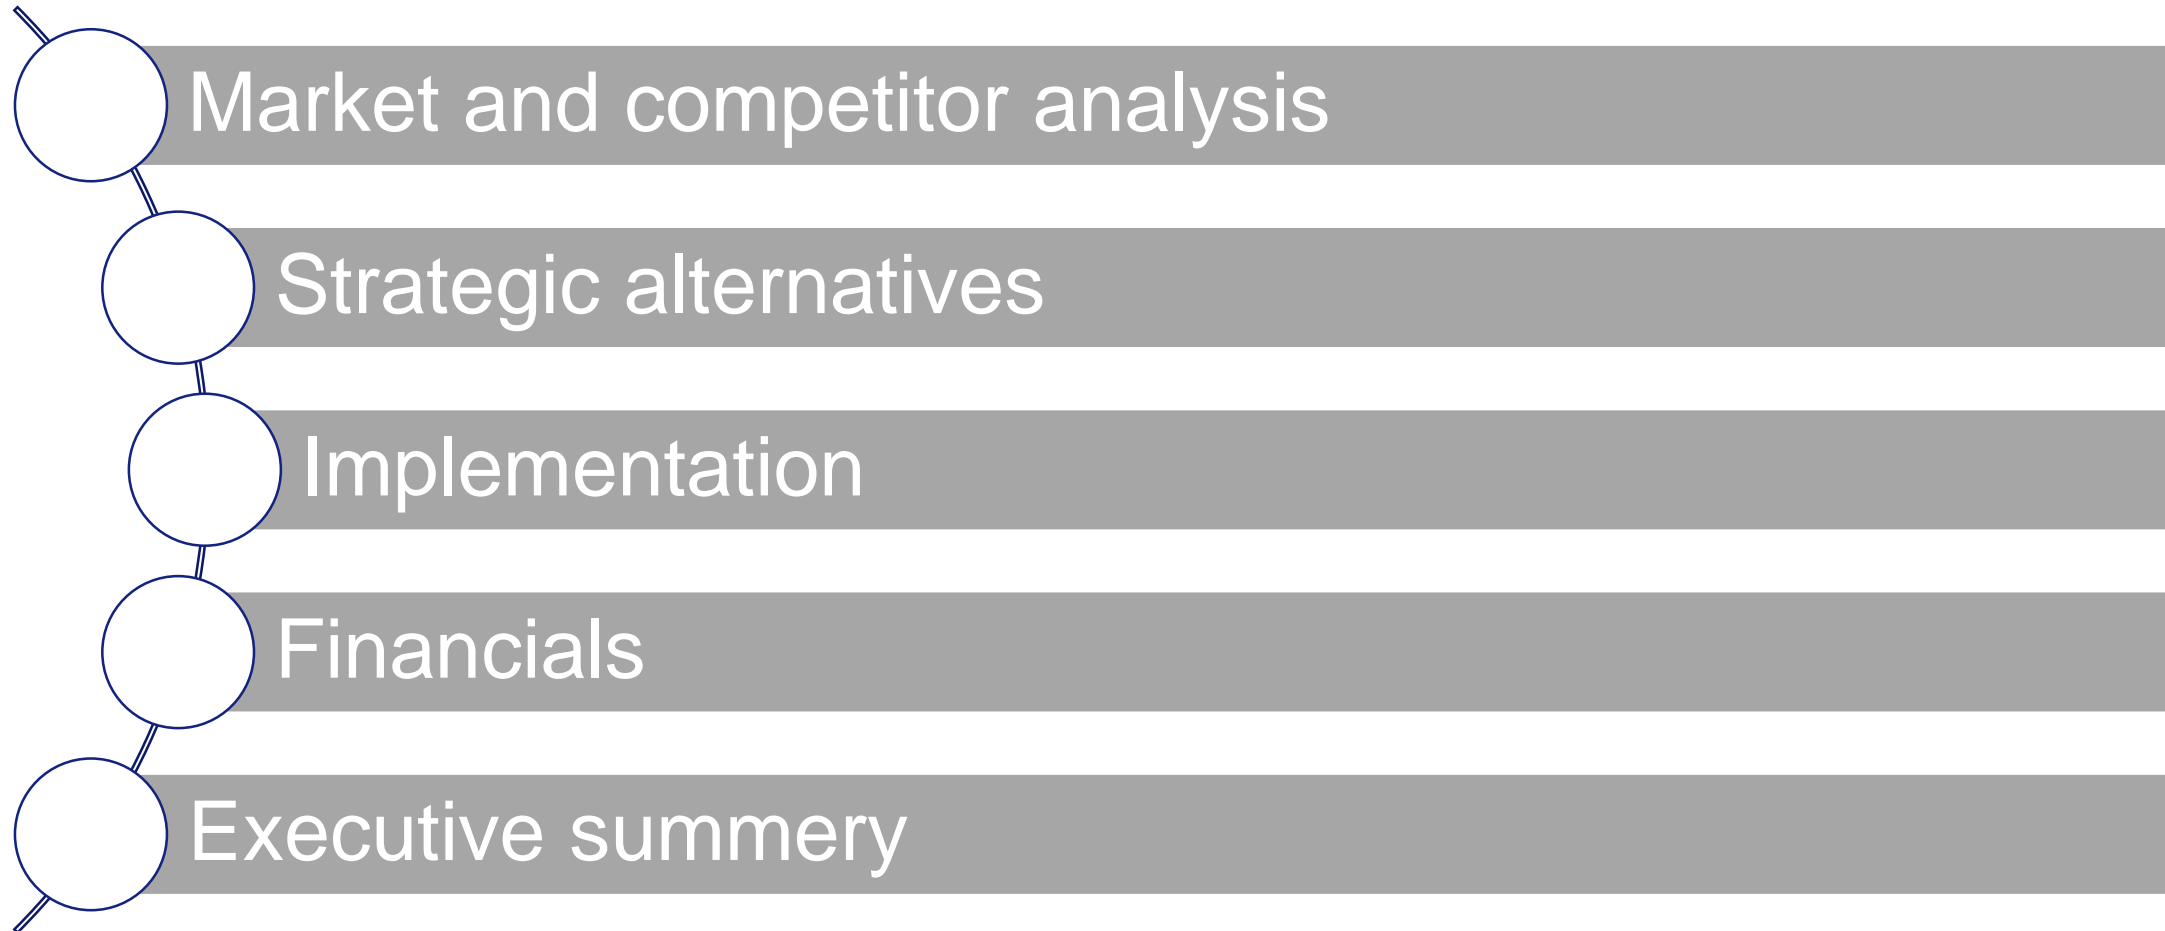 Market and competitor analysis
Strategic alternatives
Implementation
Financials
Executive summery